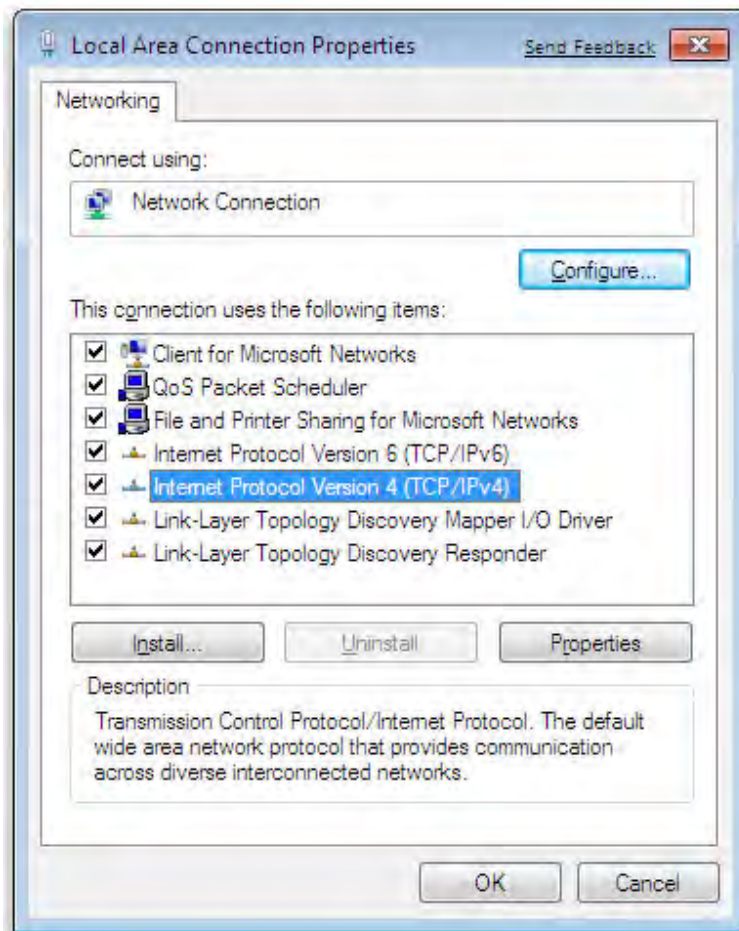 Local Area Connection Properties Send Feedback
Networking
Connect using:
Network Connection
Configure...
This connection uses the following items:
Client for Microsoft Networks
QoS Packet Scheduler
File and Printer Sharing for Microsoft Networks
Internet Protocol Version 6 (TCP/IPv6)
Internet Protocol Version 4 (TCP/IPv4)
Link-Layer Topology Discovery Mapper I/O Driver
Link-Layer Topology Discovery Responder
Install... Uninstall Properties
Description
Transmission Control Protocol/Internet Protocol. The default
wide area network protocol that provides communication
across diverse interconnected networks.
OK Cancel